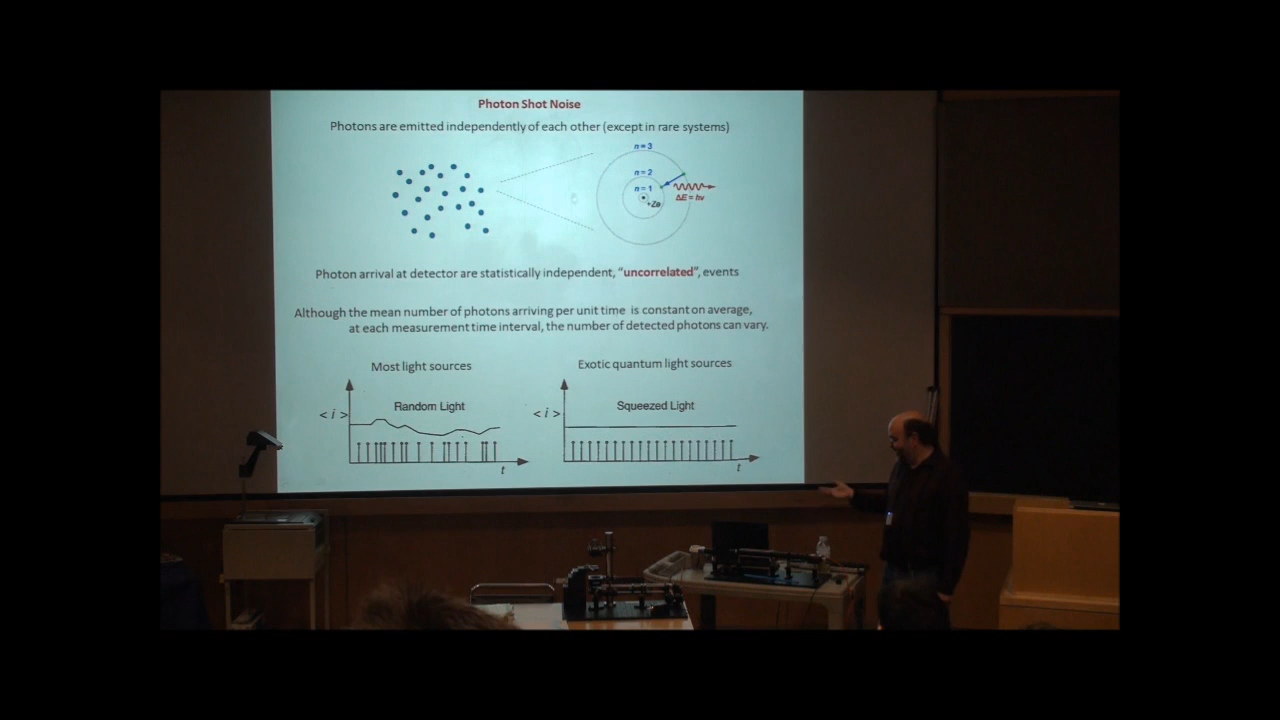 Photon Shot Noise
Photons are emitted independently of each other (except in rare systems)
n = 3
n = 2
n = 1
+Ze
ΔE = hν
Photon arrival at detector are statistically independent, “uncorrelated”, events
Although the mean number of photons arriving per unit time is constant on average,
at each measurement time interval, the number of detected photons can vary.
Most light sources
Exotic quantum light sources
< i >
Random Light
t
< i >
Squeezed Light
t